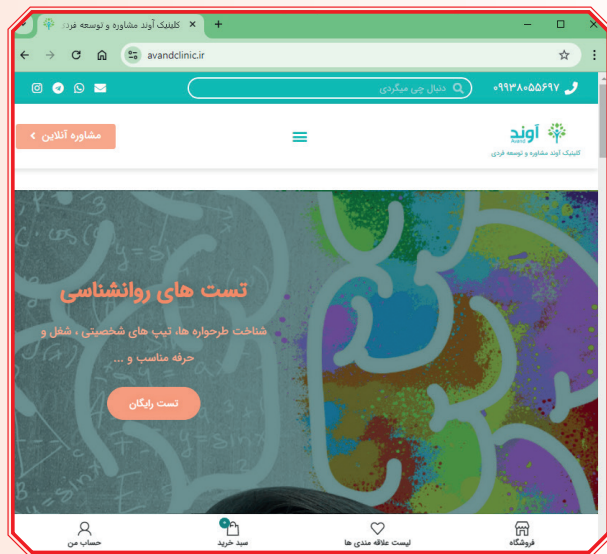 کلینیک آوند مشاوره و توسعه فردی
avandclinic.ir
۰۹۹۳۸۰۵۵۶۹۷
دنبال چی میگردی
آوند
کلینیک آوند مشاوره و توسعه فردی
مشاوره آنلاین
تست های روانشناسی
شناخت طرحواره ها، تیپ های شخصیتی ، شغل و
حرفه مناسب و ...
تست رایگان
فروشگاه
لیست علاقه مندی ها
سبد خرید
حساب من